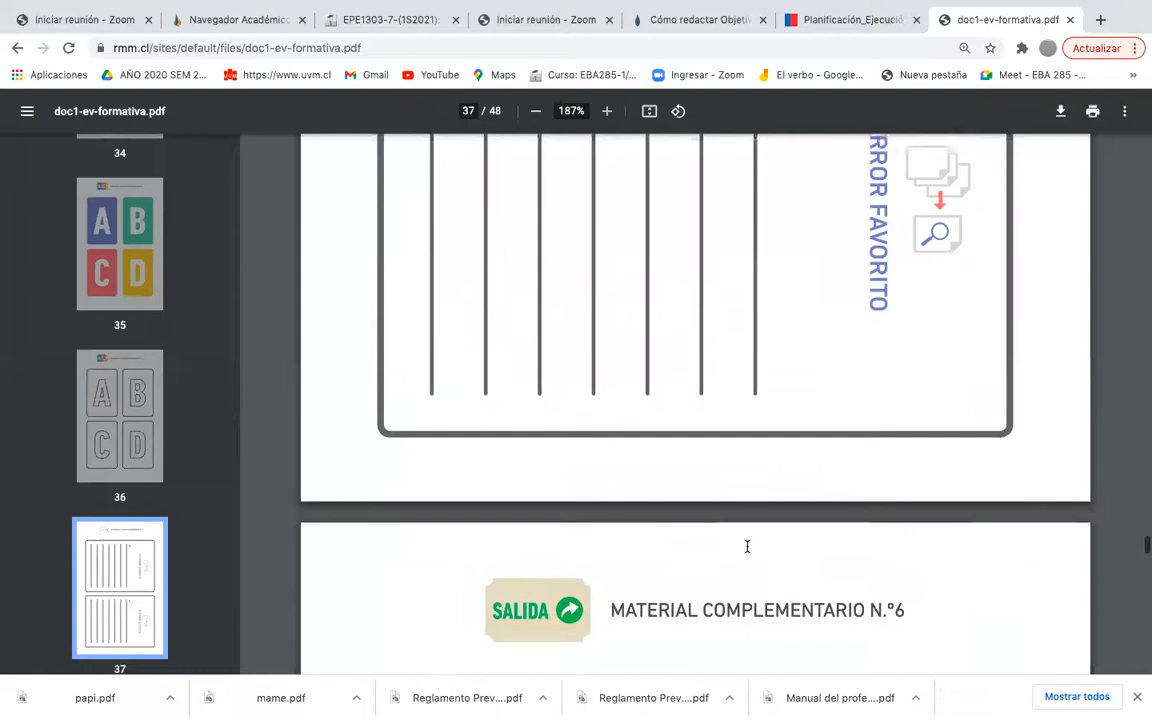 Iniciar reunión - Zoom
Navegador Académico
EPE1303-7-(1S2021):
Iniciar reunión - Zoom
Cómo redactar Objeti
Planificación_Ejecució
doc1-ev-formativa.pdf
rmm.cl/sites/default/files/doc1-ev-formativa.pdf
Actualizar
Aplicaciones
AÑO 2020 SEM 2...
https://www.uvm.cl
Gmail
YouTube
Maps
Curso: EBA285-1/...
Ingresar - Zoom
El verbo - Google...
Nueva pestaña
Meet - EBA 285 -...
»
doc1-ev-formativa.pdf
37 / 48
187%
34
A B
C D
35
A B
C D
36
37
RROR FAVORITO
SALIDA
MATERIAL COMPLEMENTARIO N.º6
papi.pdf
mame.pdf
Reglamento Prev....pdf
Reglamento Prev....pdf
Manual del profe....pdf
Mostrar todos